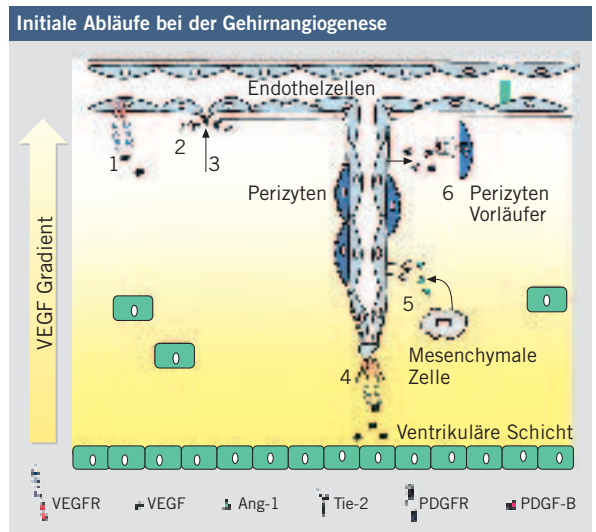 Initiale Abläufe bei der Gehirnangiogenese
Endothelzellen
1
2
3
Perizyten
6 Perizyten
Vorläufer
5
Mesenchymale
Zelle
4
Ventrikuläre Schicht
VEGF Gradient
VEGFR
VEGF
Ang-1
Tie-2
PDGFR
PDGF-B